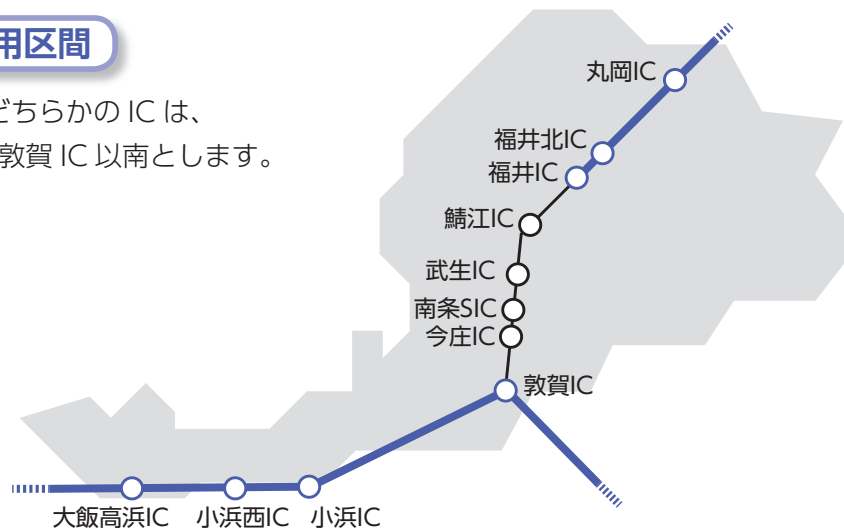 用区間
どちらかの IC は、
敦賀 IC 以南とします。
丸岡IC
福井北IC
福井IC
鯖江IC
武生IC
南条SIC
今庄IC
敦賀IC
大飯高浜IC 小浜西IC 小浜IC